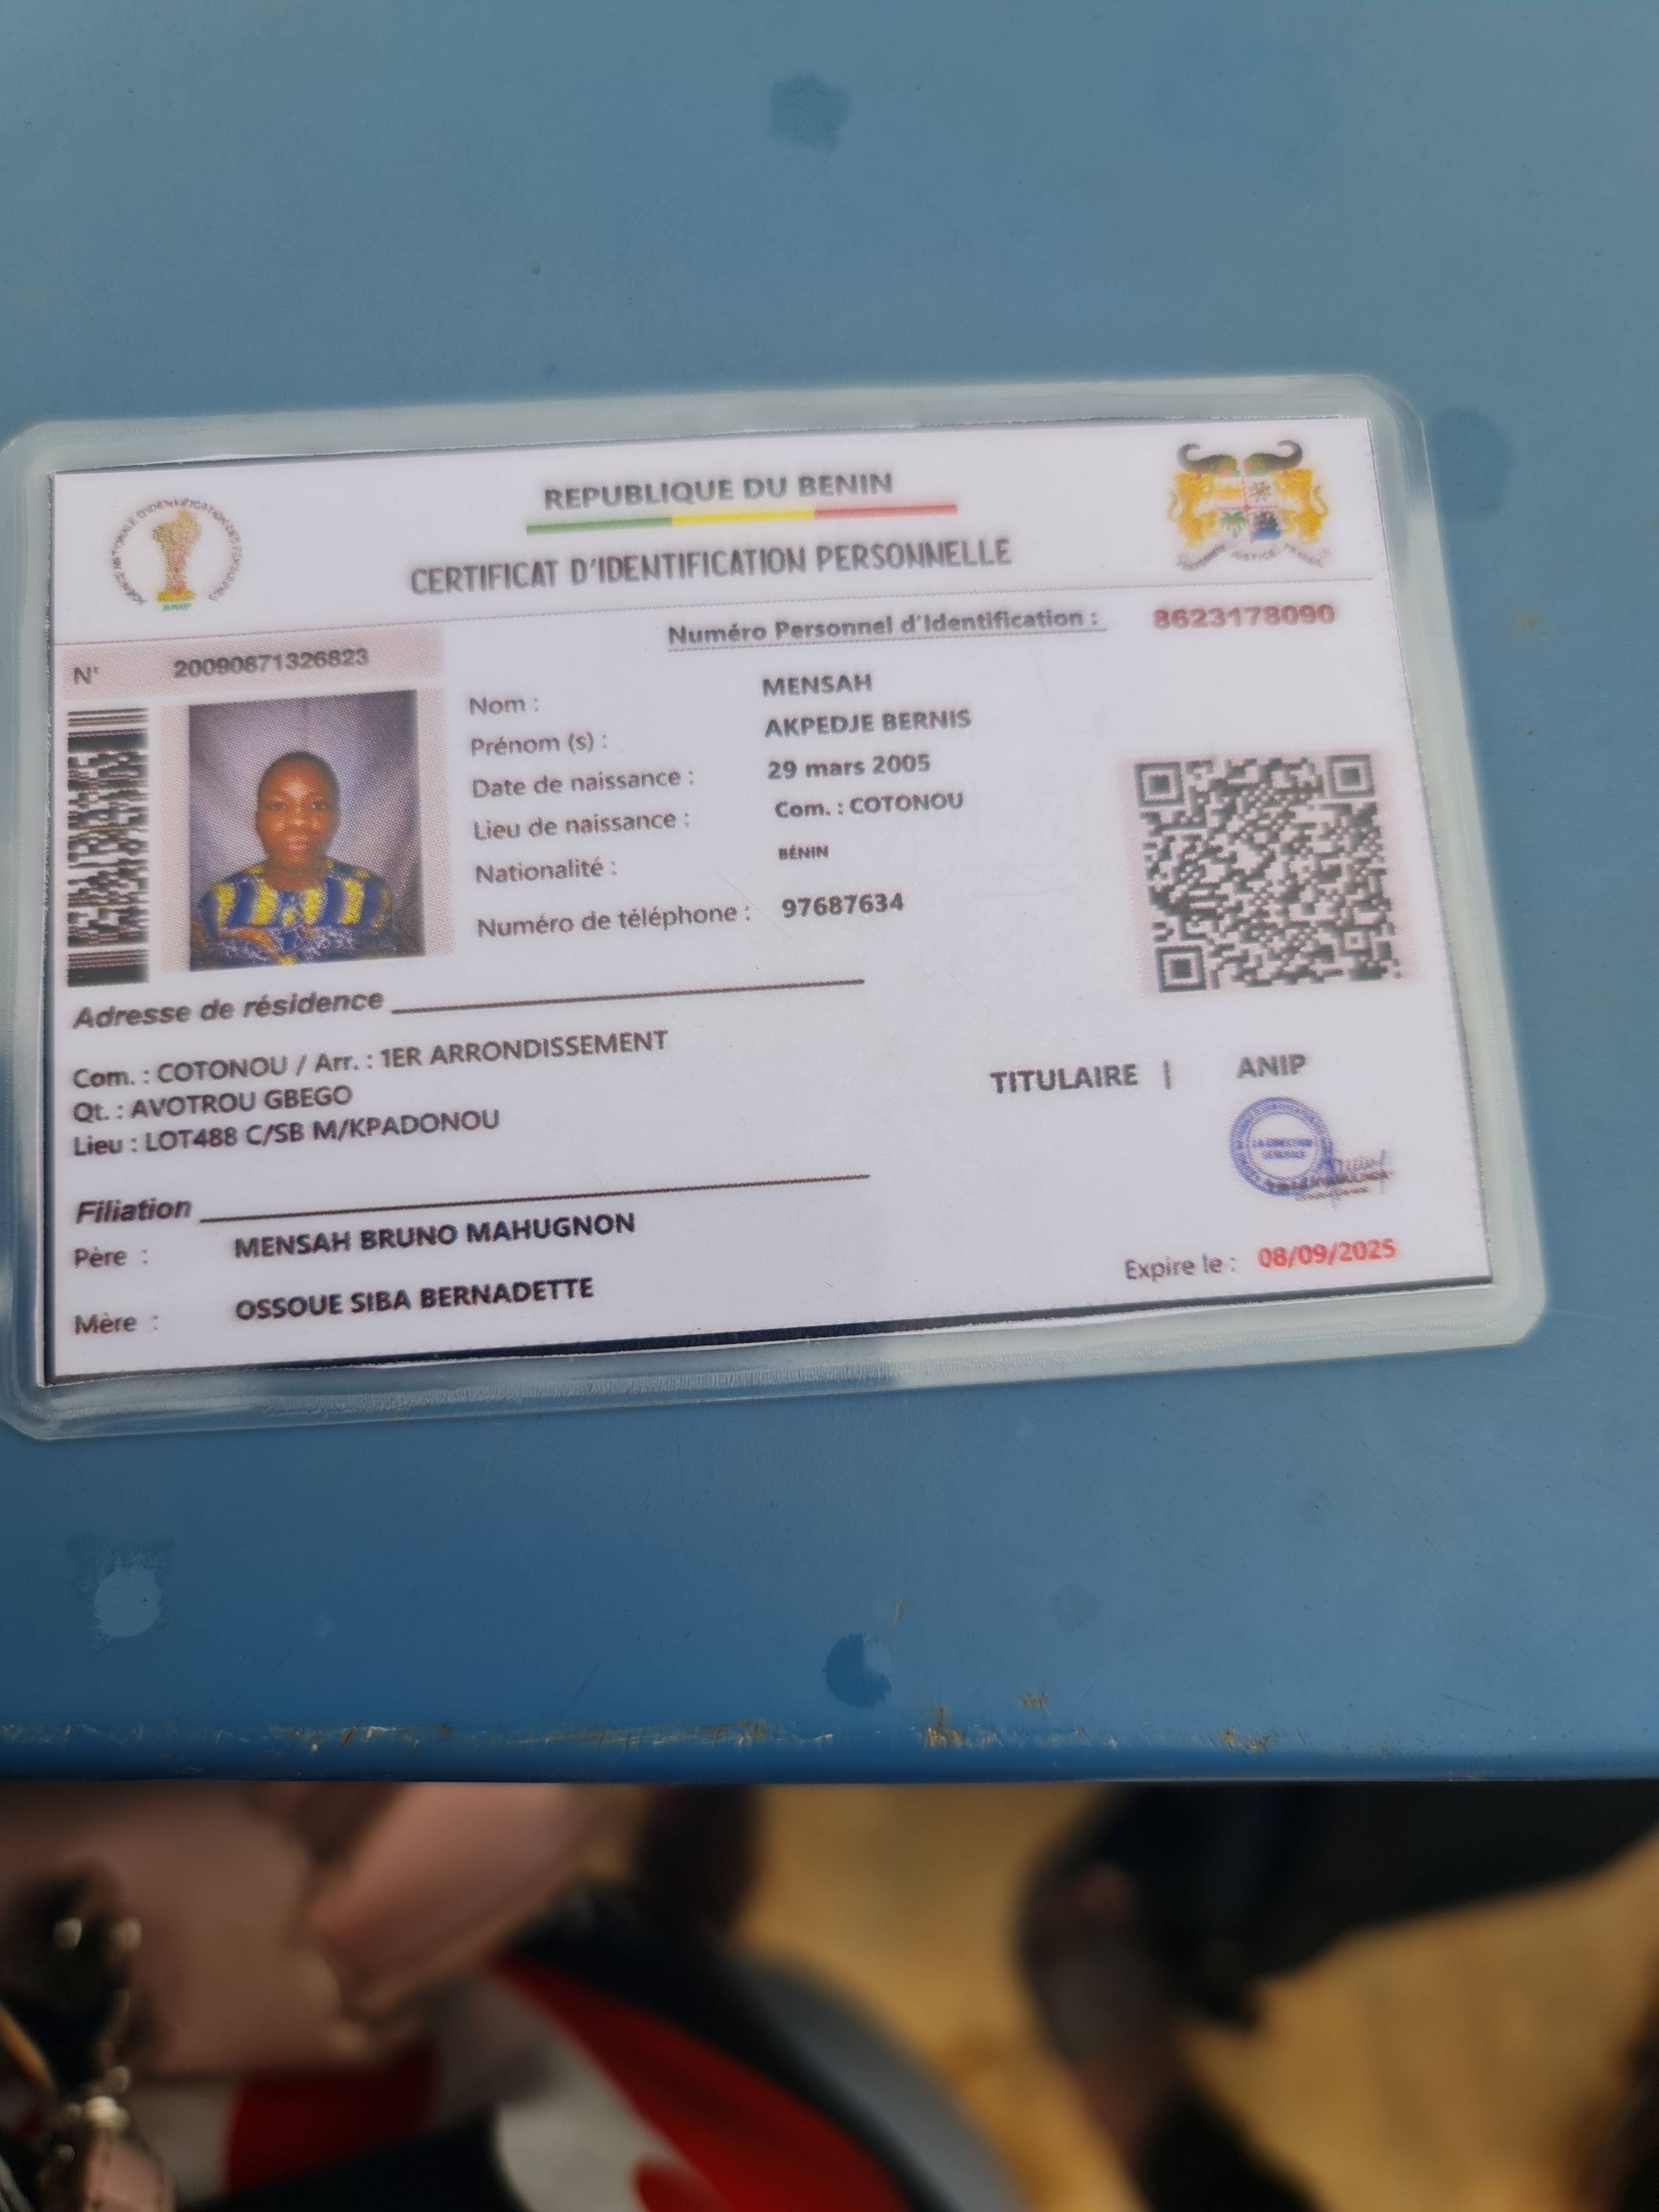 REPUBLIQUE DU BENIN
CERTIFICAT D'IDENTIFICATION PERSONNELLE
ANIP
Numéro Personnel d'Identification : 8623178090
N° 20090871326823
Nom : MENSAH
Prénom (s) : AKPEDJE BERNIS
Date de naissance : 29 mars 2005
Lieu de naissance : Com. : COTONOU
Nationalité : BÉNIN
Numéro de téléphone : 97687634
Adresse de résidence
Com. : COTONOU / Arr. : 1ER ARRONDISSEMENT
Qt. : AVOTROU GBEGO
Lieu : LOT488 C/SB M/KPADONOU
TITULAIRE | ANIP
LA DIRECTION
GENERALE
Filiation
Père : MENSAH BRUNO MAHUGNON
Mère : OSSOUE SIBA BERNADETTE
Expire le : 08/09/2025